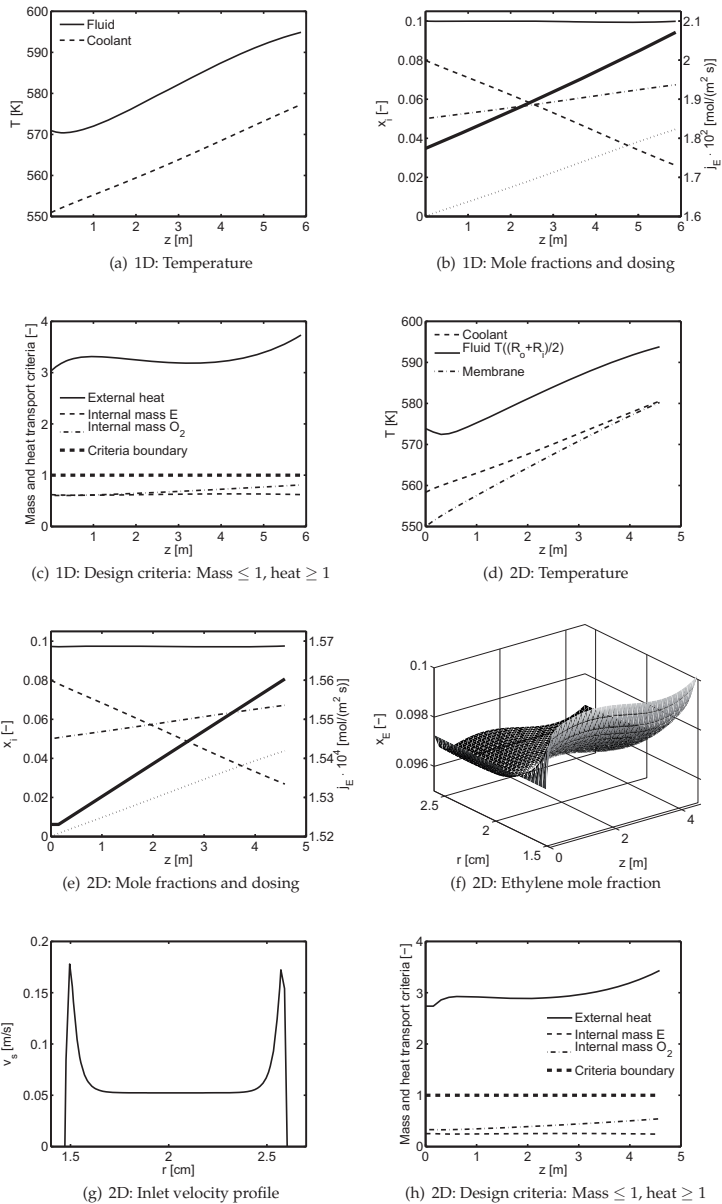 600
590
580
570
560
550
T [K]
Fluid
Coolant
1
2
3
4
5
6
z [m]
(a) 1D: Temperature
0.1
0.08
0.06
0.04
0.02
0
x_i [−]
2.1
2
1.9
1.8
1.7
1.6
j_E · 10^2 [mol/(m^2 s)]
0
1
2
3
4
5
6
z [m]
(b) 1D: Mole fractions and dosing
4
3
2
1
0
Mass and heat transport criteria [−]
External heat
Internal mass E
Internal mass O_2
Criteria boundary
1
2
3
4
5
6
z [m]
(c) 1D: Design criteria: Mass ≤ 1, heat ≥ 1
600
590
580
570
560
550
T [K]
Coolant
Fluid T((R_o+R_i)/2)
Membrane
0
1
2
3
4
5
z [m]
(d) 2D: Temperature
0.1
0.08
0.06
0.04
0.02
0
x_i [−]
1.57
1.56
1.55
1.54
1.53
1.52
j_E · 10^4 [mol/(m^2 s)]
0
1
2
3
4
5
z [m]
(e) 2D: Mole fractions and dosing
0.1
0.098
0.096
x_E [−]
2.5
2
1.5
r [cm]
0
2
4
z [m]
(f) 2D: Ethylene mole fraction
0.2
0.15
0.1
0.05
0
v_s [m/s]
1.5
2
2.5
r [cm]
(g) 2D: Inlet velocity profile
4
3
2
1
0
Mass and heat transport criteria [−]
External heat
Internal mass E
Internal mass O_2
Criteria boundary
0
1
2
3
4
5
z [m]
(h) 2D: Design criteria: Mass ≤ 1, heat ≥ 1